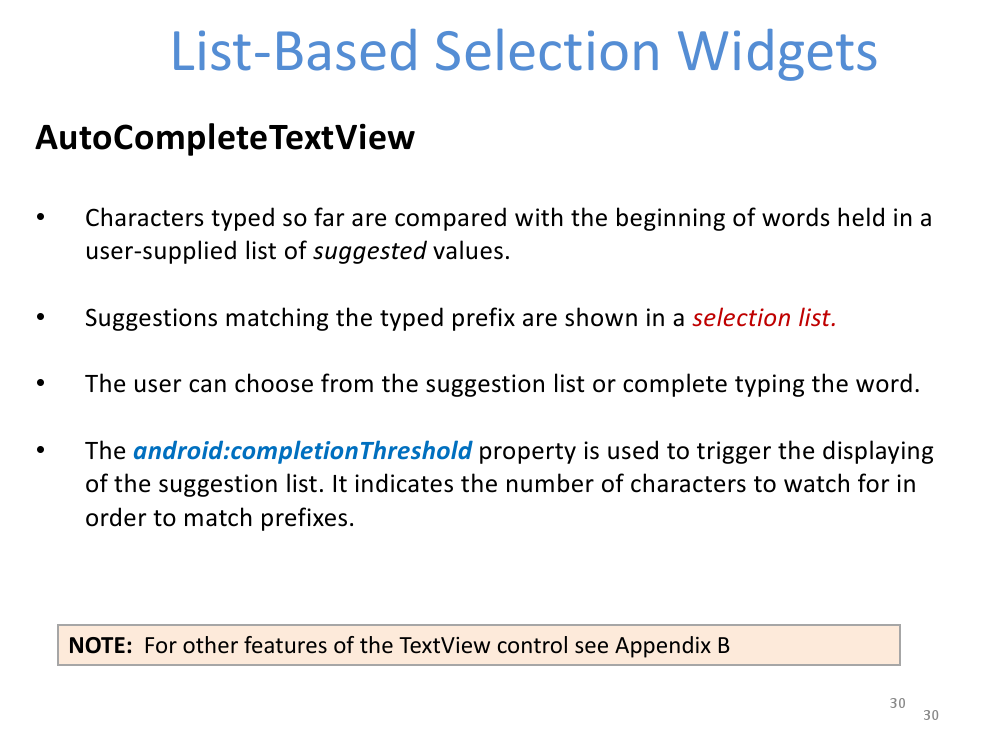 List-Based Selection Widgets
AutoCompleteTextView
• Characters typed so far are compared with the beginning of words held in a
user-supplied list of suggested values.
• Suggestions matching the typed prefix are shown in a selection list.
• The user can choose from the suggestion list or complete typing the word.
• The android:completionThreshold property is used to trigger the displaying
of the suggestion list. It indicates the number of characters to watch for in
order to match prefixes.
NOTE: For other features of the TextView control see Appendix B
30
30